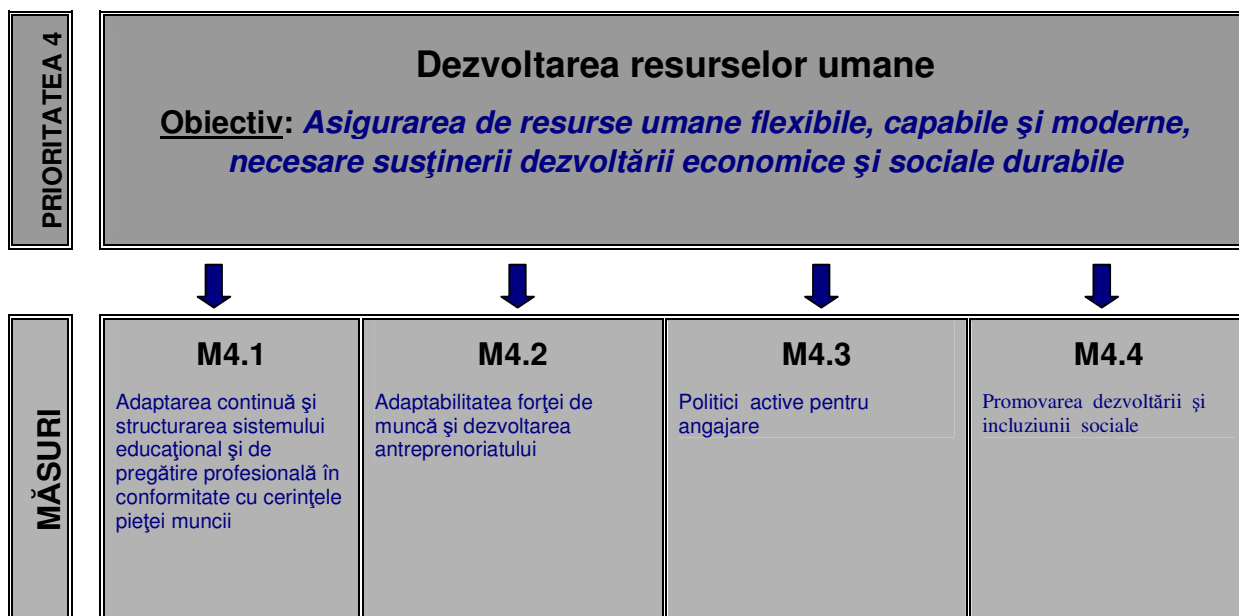 PRIORITATEA 4
Dezvoltarea resurselor umane
Obiectiv: Asigurarea de resurse umane flexibile, capabile şi moderne,
necesare susţinerii dezvoltării economice şi sociale durabile
MĂSURI
M4.1
Adaptarea continuă şi
structurarea sistemului
educaţional şi de
pregătire profesională în
conformitate cu cerinţele
pieţei muncii
M4.2
Adaptabilitatea forţei de
muncă şi dezvoltarea
antreprenoriatului
M4.3
Politici active pentru
angajare
M4.4
Promovarea dezvoltării şi
incluziunii sociale